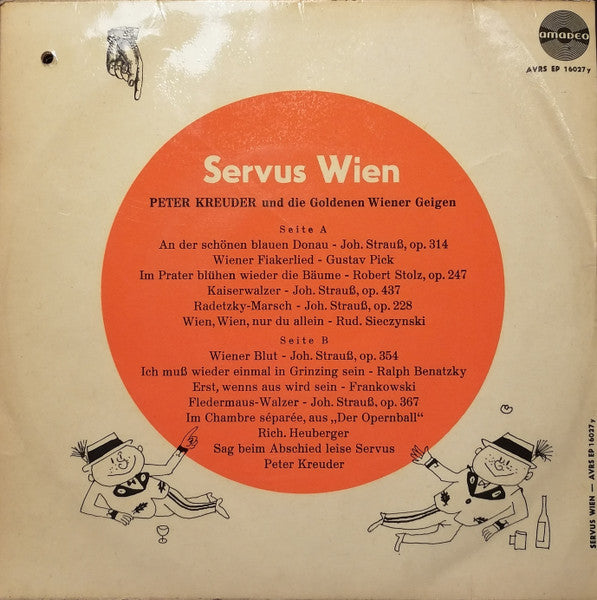 amadeo
AVRS EP 16027y
Servus Wien
PETER KREUDER und die Goldenen Wiener Geigen
Seite A
An der schönen blauen Donau - Joh. Strauß, op. 314
Wiener Fiakerlied - Gustav Pick
Im Prater blühen wieder die Bäume - Robert Stolz, op. 247
Kaiserwalzer - Joh. Strauß, op. 437
Radetzky-Marsch - Joh. Strauß, op. 228
Wien, Wien, nur du allein - Rud. Sieczynski
Seite B
Wiener Blut - Joh. Strauß, op. 354
Ich muß wieder einmal in Grinzing sein - Ralph Benatzky
Erst, wenns aus wird sein - Frankowski
Fledermaus-Walzer - Joh. Strauß, op. 367
Im Chambre séparée, aus „Der Opernball"
Rich. Heuberger
Sag beim Abschied leise Servus
Peter Kreuder
SERVUS WIEN — AVRS EP 16027y